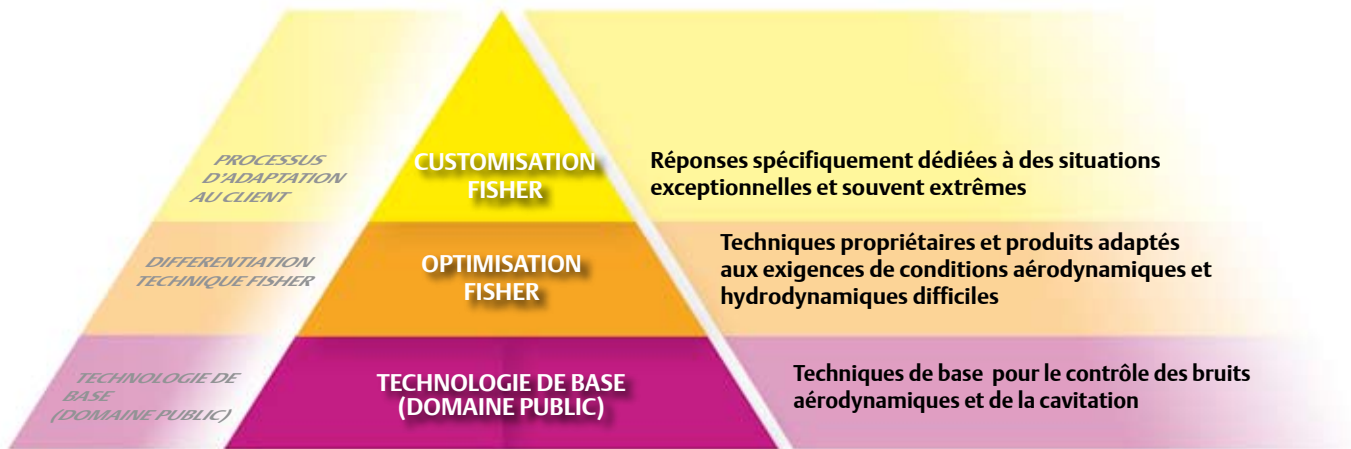 PROCESSUS
D'ADAPTATION
AU CLIENT
CUSTOMISATION
FISHER
Réponses spécifiquement dédiées à des situations
exceptionnelles et souvent extrêmes
DIFFERENTIATION
TECHNIQUE FISHER
OPTIMISATION
FISHER
Techniques propriétaires et produits adaptés
aux exigences de conditions aérodynamiques et
hydrodynamiques difficiles
TECHNOLOGIE DE
BASE
(DOMAINE PUBLIC)
TECHNOLOGIE DE BASE
(DOMAINE PUBLIC)
Techniques de base pour le contrôle des bruits
aérodynamiques et de la cavitation